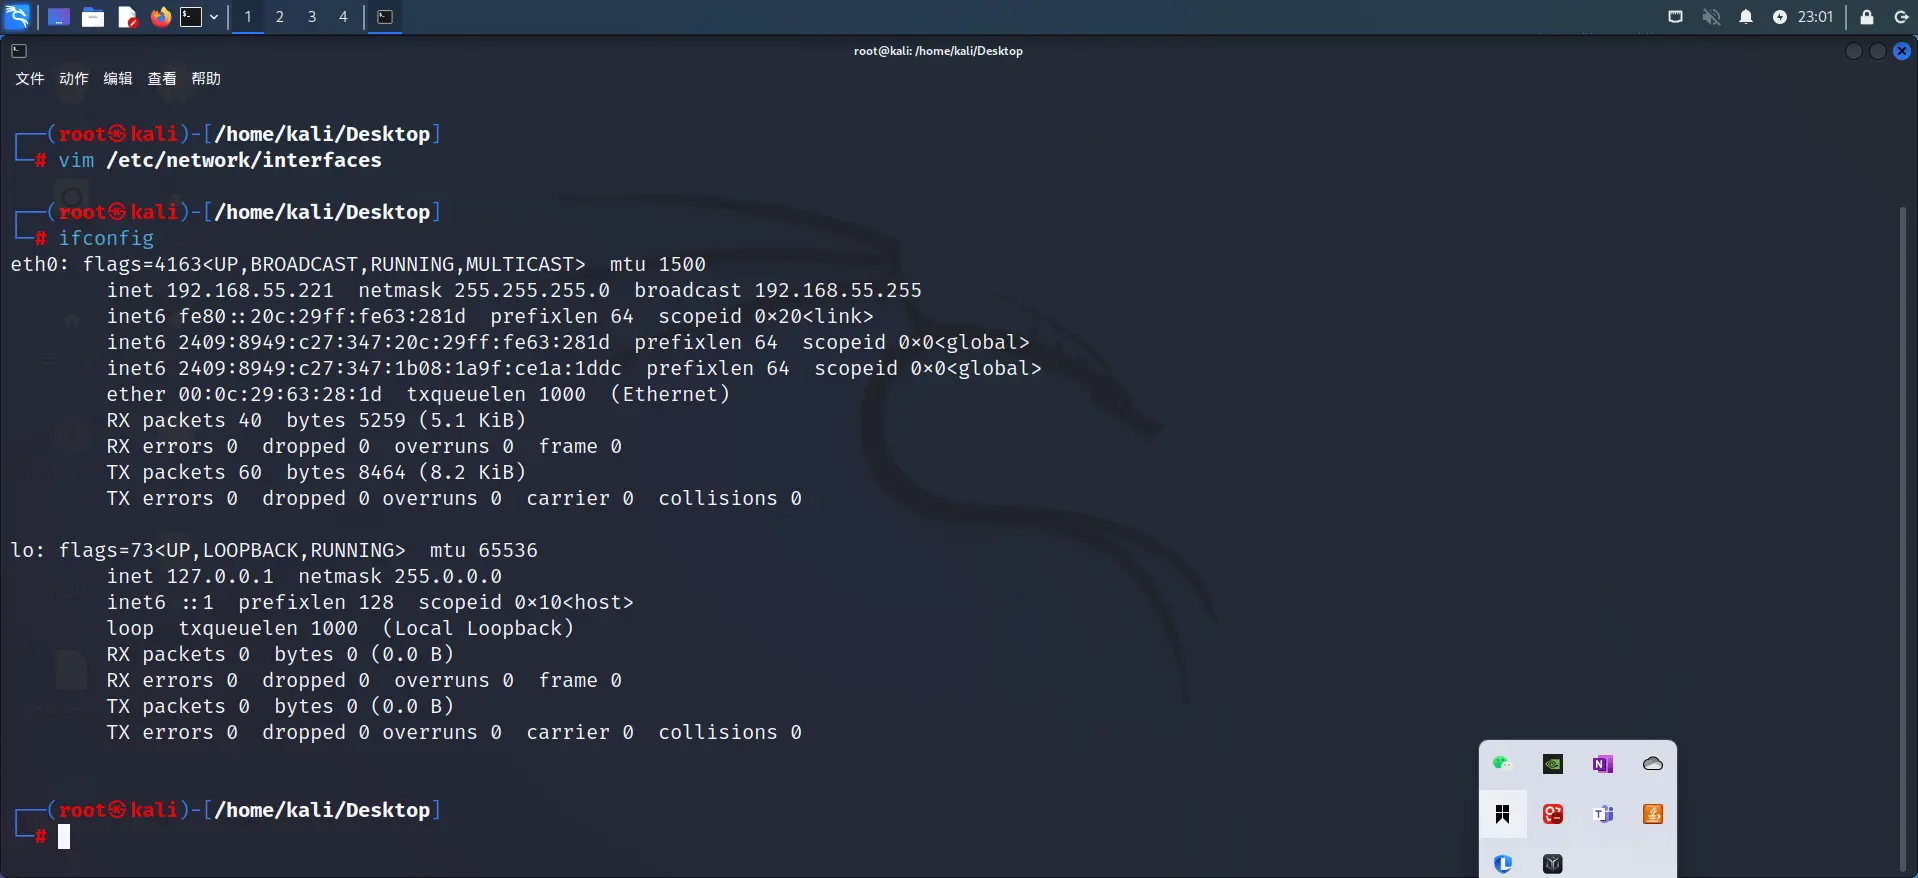 1 2 3 4 23:01
root@kali: /home/kali/Desktop
文件 动作 编辑 查看 帮助
┌──(root㉿kali)-[/home/kali/Desktop]
└─# vim /etc/network/interfaces
┌──(root㉿kali)-[/home/kali/Desktop]
└─# ifconfig
eth0: flags=4163<UP,BROADCAST,RUNNING,MULTICAST>  mtu 1500
inet 192.168.55.221  netmask 255.255.255.0  broadcast 192.168.55.255
inet6 fe80::20c:29ff:fe63:281d  prefixlen 64  scopeid 0×20<link>
inet6 2409:8949:c27:347:20c:29ff:fe63:281d  prefixlen 64  scopeid 0×0<global>
inet6 2409:8949:c27:347:1b08:1a9f:ce1a:1ddc  prefixlen 64  scopeid 0×0<global>
ether 00:0c:29:63:28:1d  txqueuelen 1000  (Ethernet)
RX packets 40  bytes 5259 (5.1 KiB)
RX errors 0  dropped 0  overruns 0  frame 0
TX packets 60  bytes 8464 (8.2 KiB)
TX errors 0  dropped 0 overruns 0  carrier 0  collisions 0
lo: flags=73<UP,LOOPBACK,RUNNING>  mtu 65536
inet 127.0.0.1  netmask 255.0.0.0
inet6 ::1  prefixlen 128  scopeid 0×10<host>
loop  txqueuelen 1000  (Local Loopback)
RX packets 0  bytes 0 (0.0 B)
RX errors 0  dropped 0  overruns 0  frame 0
TX packets 0  bytes 0 (0.0 B)
TX errors 0  dropped 0 overruns 0  carrier 0  collisions 0
┌──(root㉿kali)-[/home/kali/Desktop]
└─#